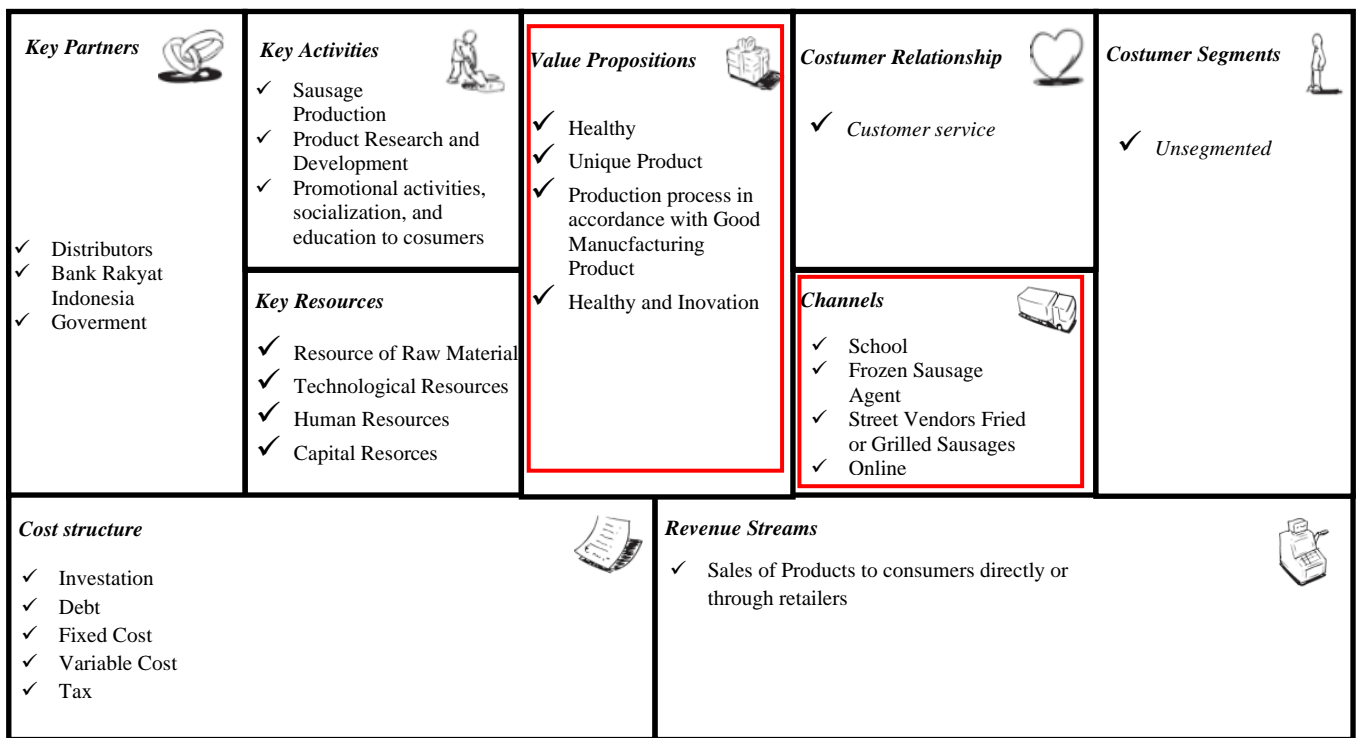 Key Partners
✓ Distributors
✓ Bank Rakyat
Indonesia
✓ Goverment
Key Activities
✓ Sausage
Production
✓ Product Research and
Development
✓ Promotional activities,
socialization, and
education to cosumers
Key Resources
✓ Resource of Raw Material
✓ Technological Resources
✓ Human Resources
✓ Capital Resorces
Value Propositions
✓ Healthy
✓ Unique Product
✓ Production process in
accordance with Good
Manucfacturing
Product
✓ Healthy and Inovation
Costumer Relationship
✓ Customer service
Channels
✓ School
✓ Frozen Sausage
Agent
✓ Street Vendors Fried
or Grilled Sausages
✓ Online
Costumer Segments
✓ Unsegmented
Cost structure
✓ Investation
✓ Debt
✓ Fixed Cost
✓ Variable Cost
✓ Tax
Revenue Streams
✓ Sales of Products to consumers directly or
through retailers